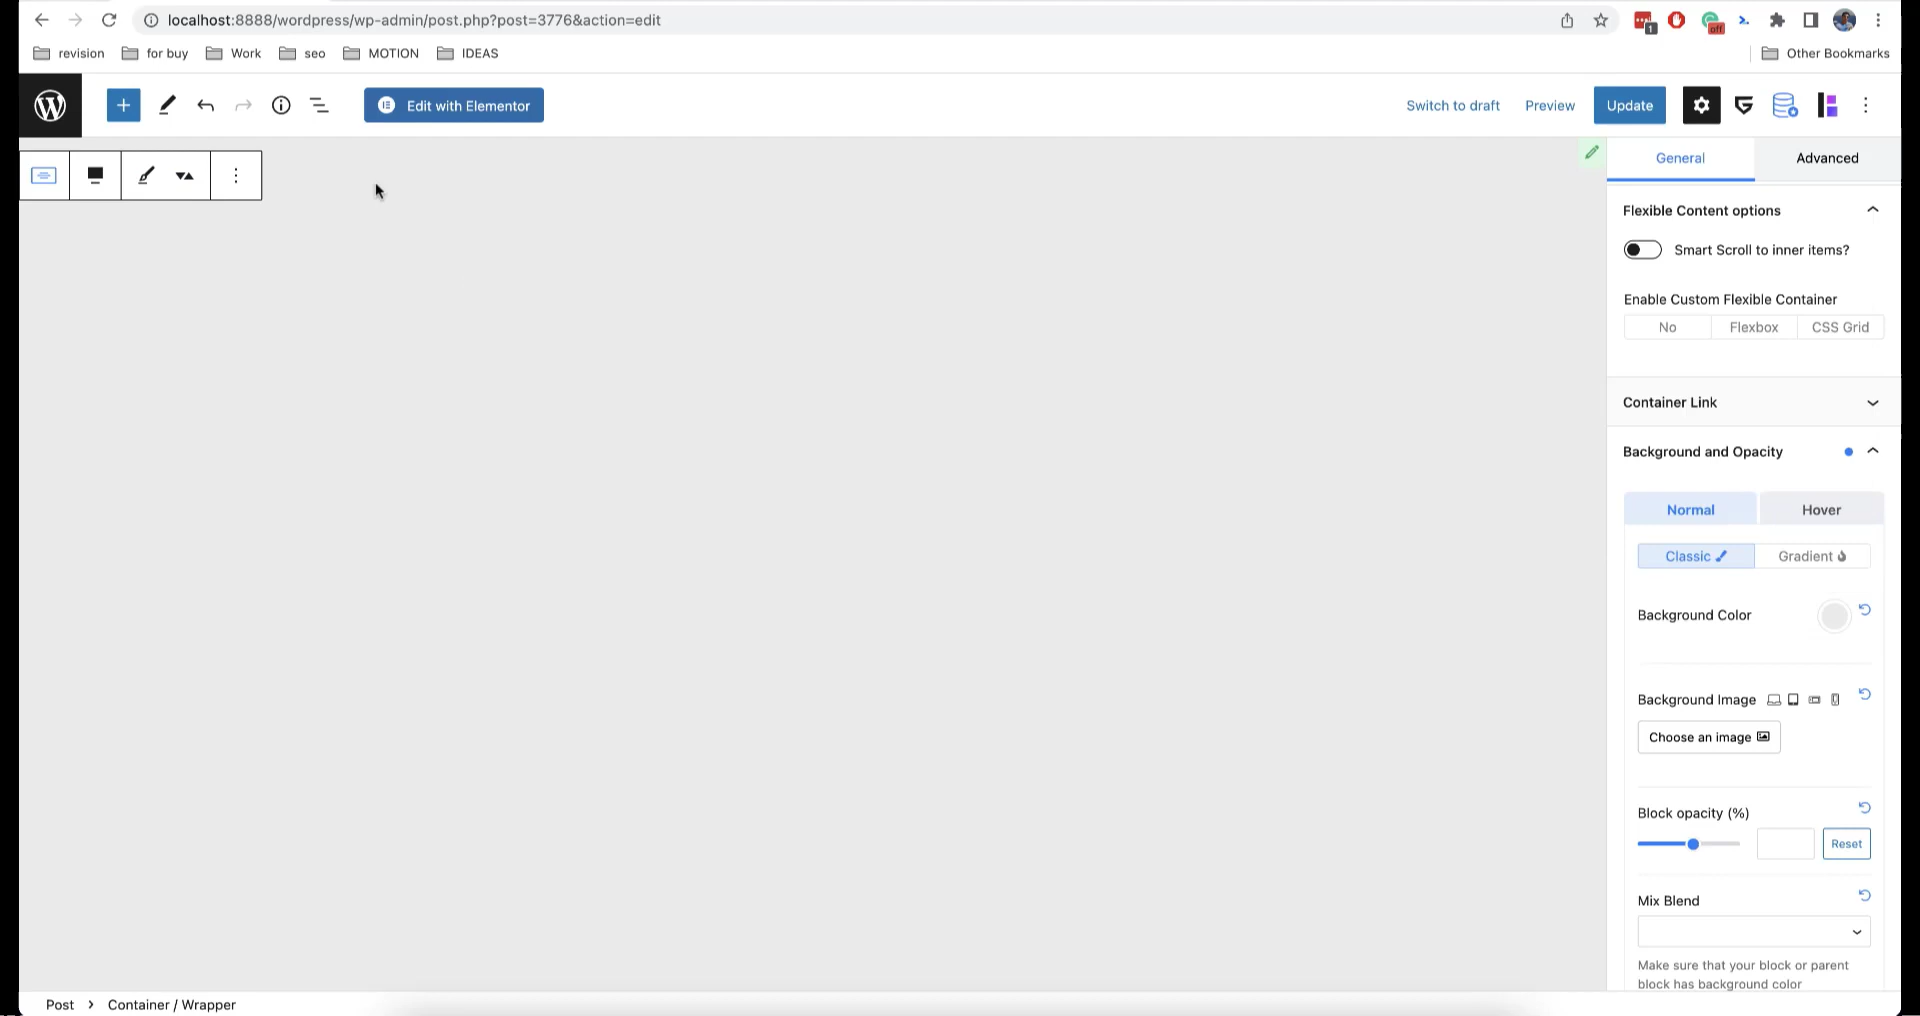 localhost:8888/wordpress/wp-admin/post.php?post=3776&action=edit
1
off
revision
for buy
Work
seo
MOTION
IDEAS
Other Bookmarks
Edit with Elementor
Switch to draft
Preview
Update
General
Advanced
Flexible Content options
Smart Scroll to inner items?
Enable Custom Flexible Container
No
Flexbox
CSS Grid
Container Link
Background and Opacity
Normal
Hover
Classic
Gradient
Background Color
Background Image
Choose an image
Block opacity (%)
Reset
Mix Blend
Make sure that your block or parent
block has background color
Post
Container / Wrapper